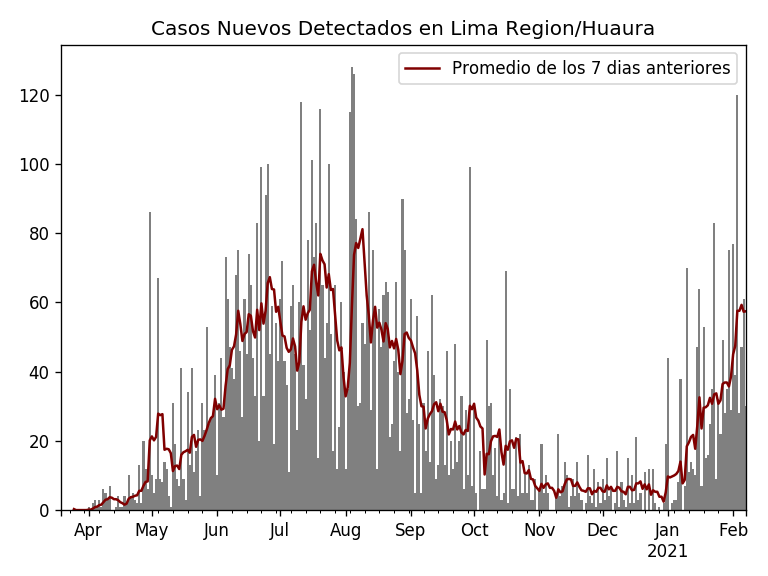 Casos Nuevos Detectados en Lima Region/Huaura
Promedio de los 7 dias anteriores
120
100
80
60
40
20
0
Apr May Jun Jul Aug Sep Oct Nov Dec Jan Feb
2021